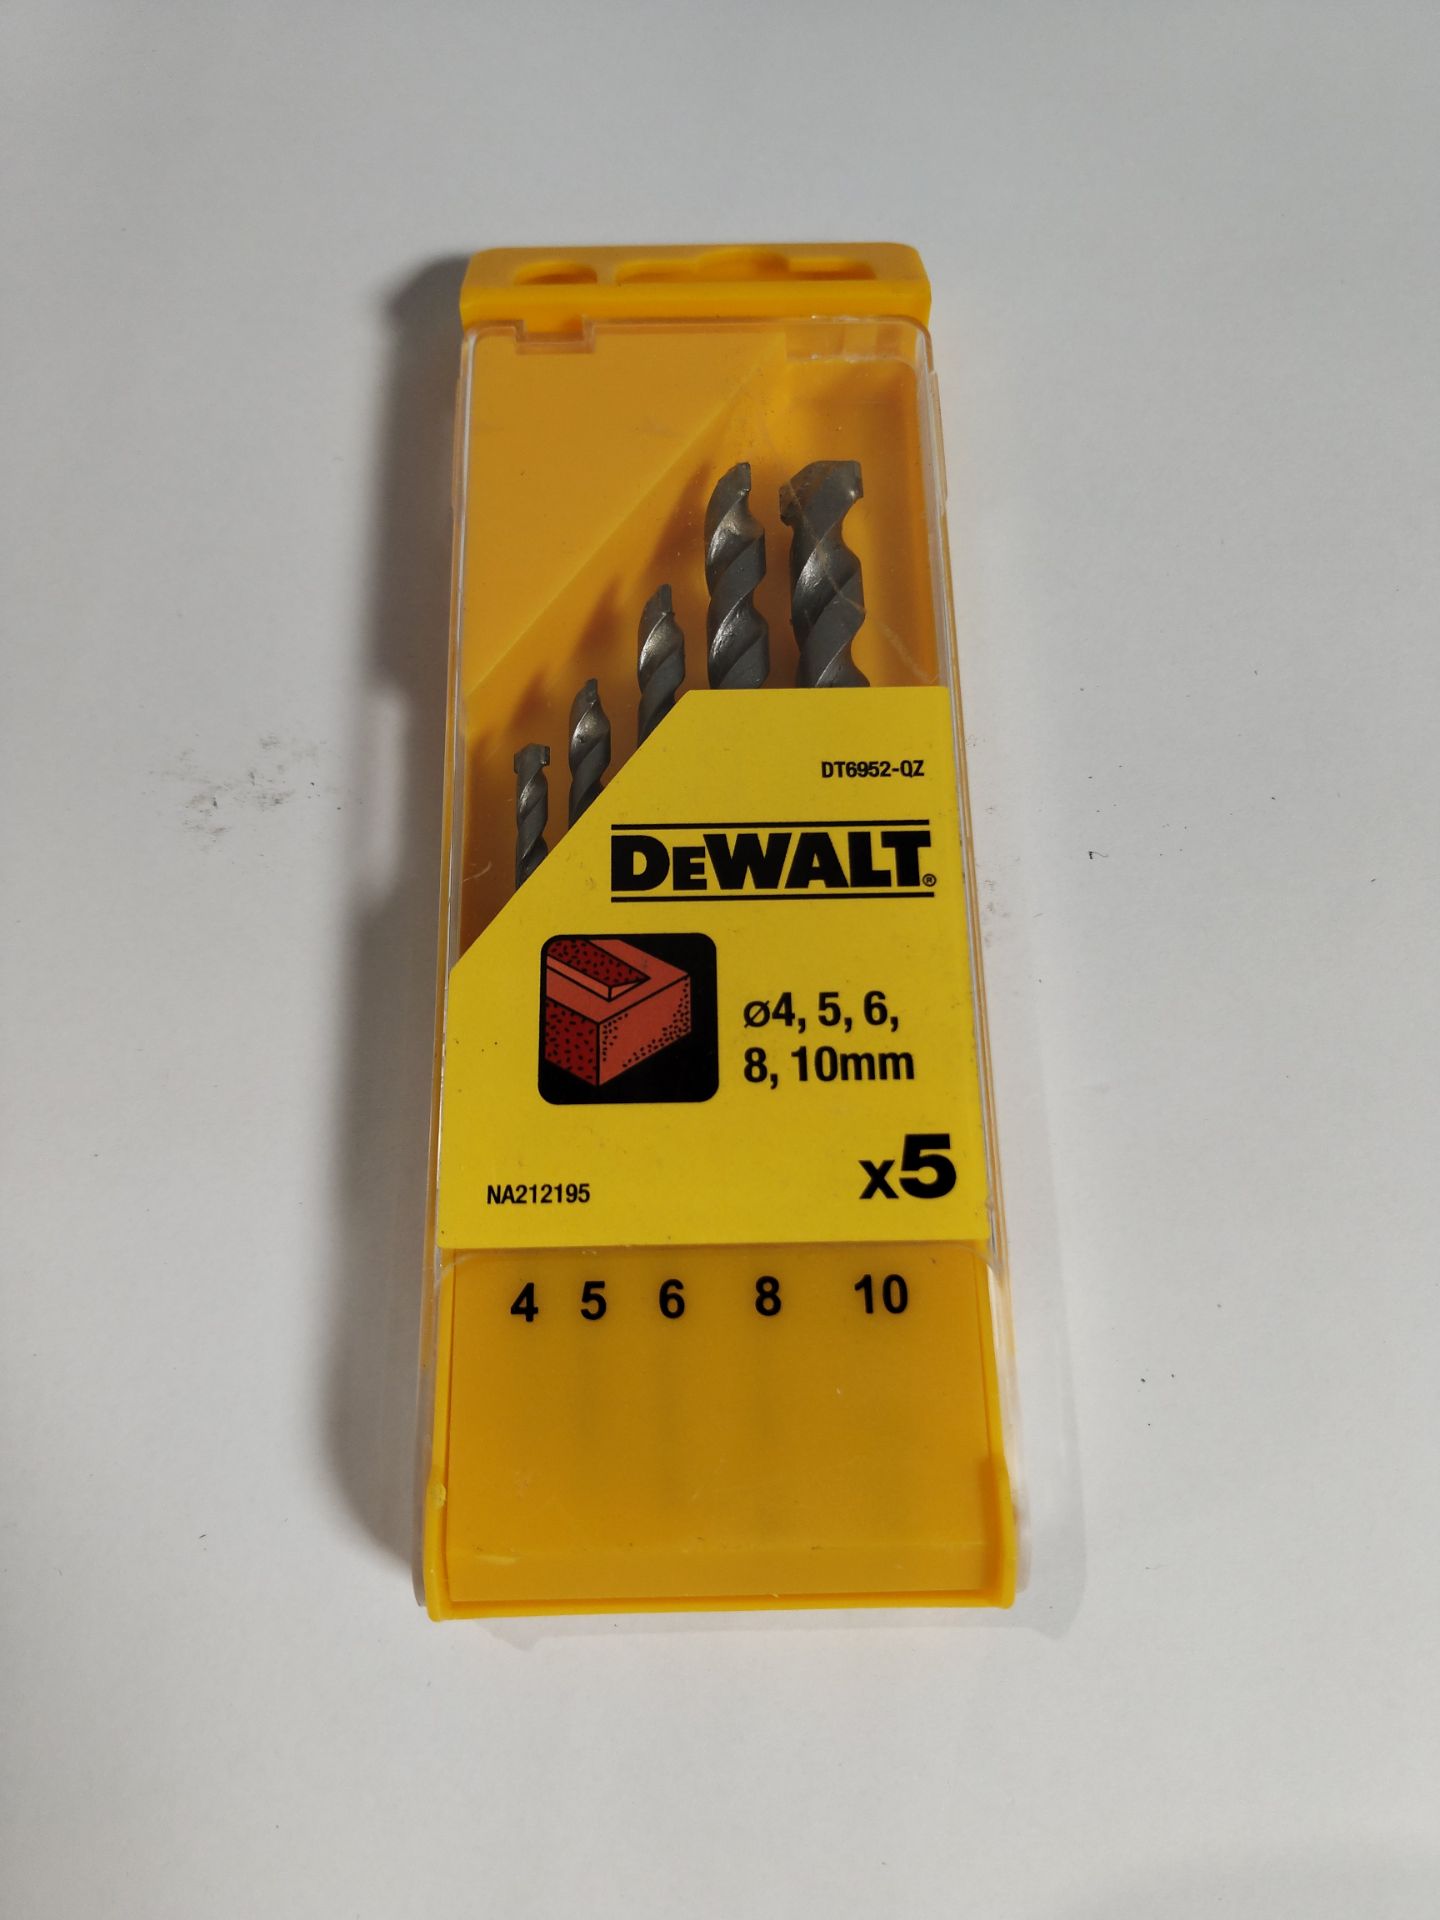 DT6952-QZ
DEWALT®
ø4, 5, 6,
8, 10mm
x5
NA212195
4 5 6 8 10